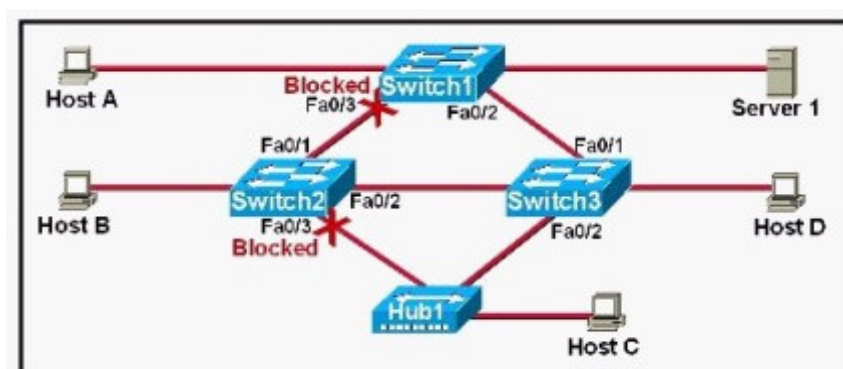 Host A
Blocked
Fa0/3
Switch1
Fa0/2
Server 1
Fa0/1
Fa0/1
Host B
Switch2
Fa0/2
Fa0/3
Blocked
Switch3
Fa0/2
Host D
Hub1
Host C